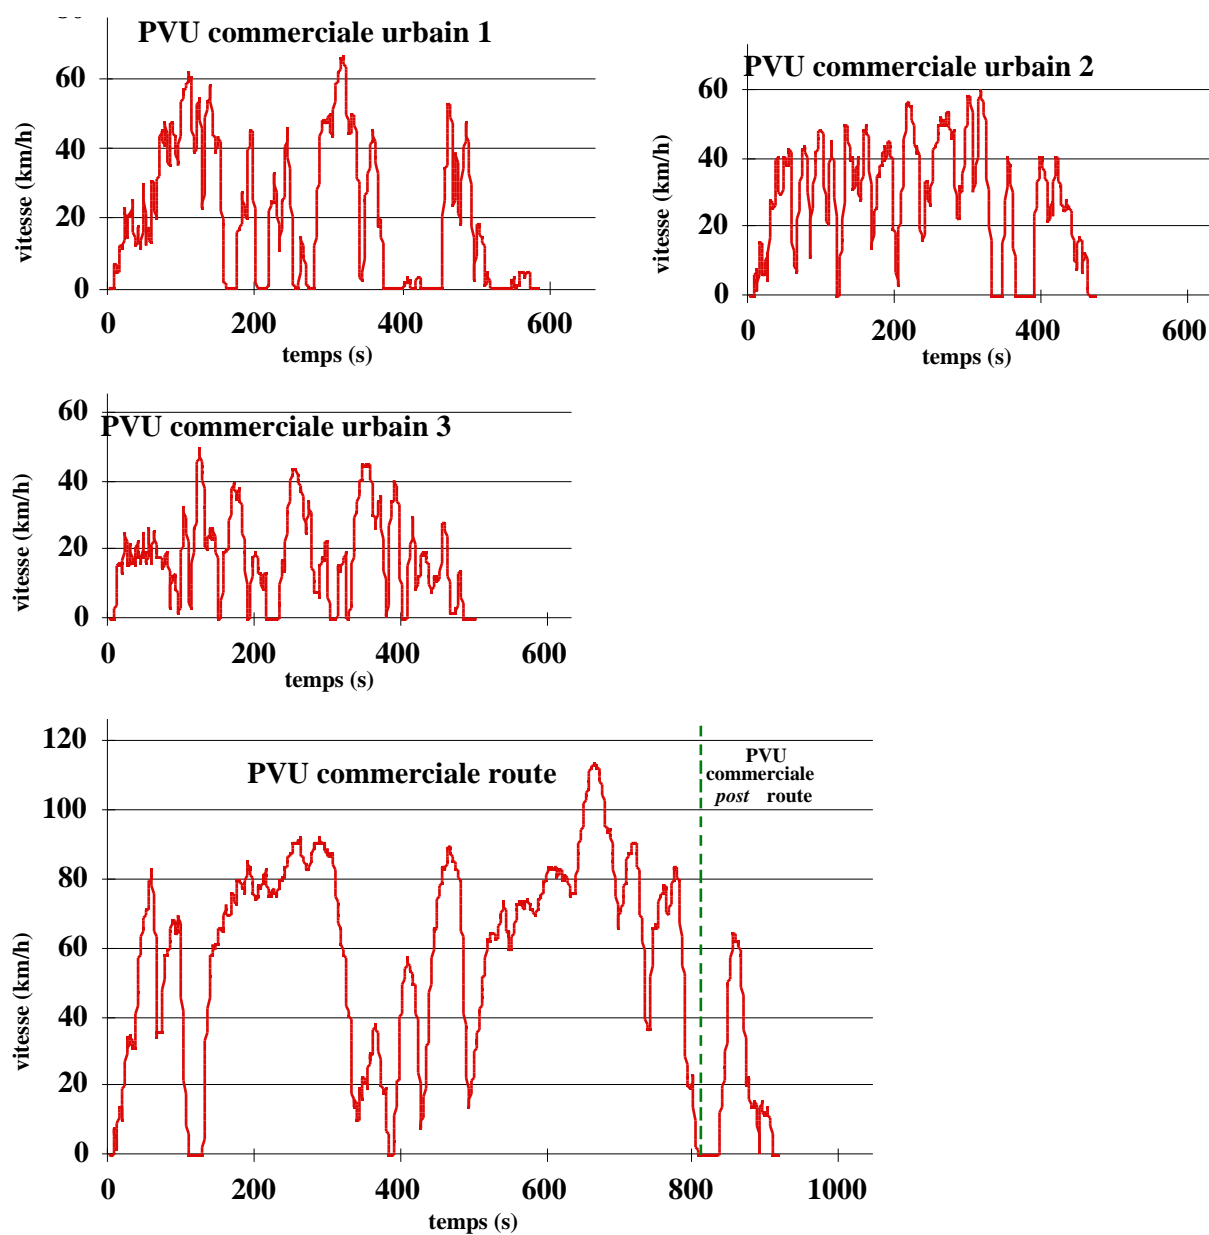 PVU commerciale urbain 1
60
40
20
0
vitesse (km/h)
0 200 400 600
temps (s)
PVU commerciale urbain 2
60
40
20
0
vitesse (km/h)
0 200 400 600
temps (s)
60
PVU commerciale urbain 3
40
20
0
vitesse (km/h)
0 200 400 600
temps (s)
120
PVU commerciale route
PVU
commerciale
post route
100
80
60
40
20
0
vitesse (km/h)
0 200 400 600 800 1000
temps (s)